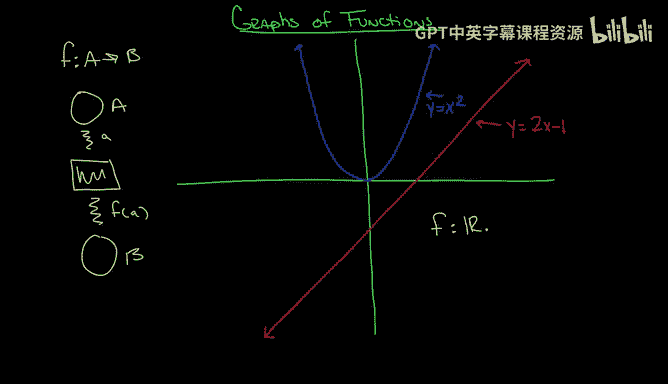 Graphs of Functions
GPT中英字幕课程资源 bilibili
f: A → B
A
a
f(a)
B
y=x²
y=2x-1
f: ℝ.